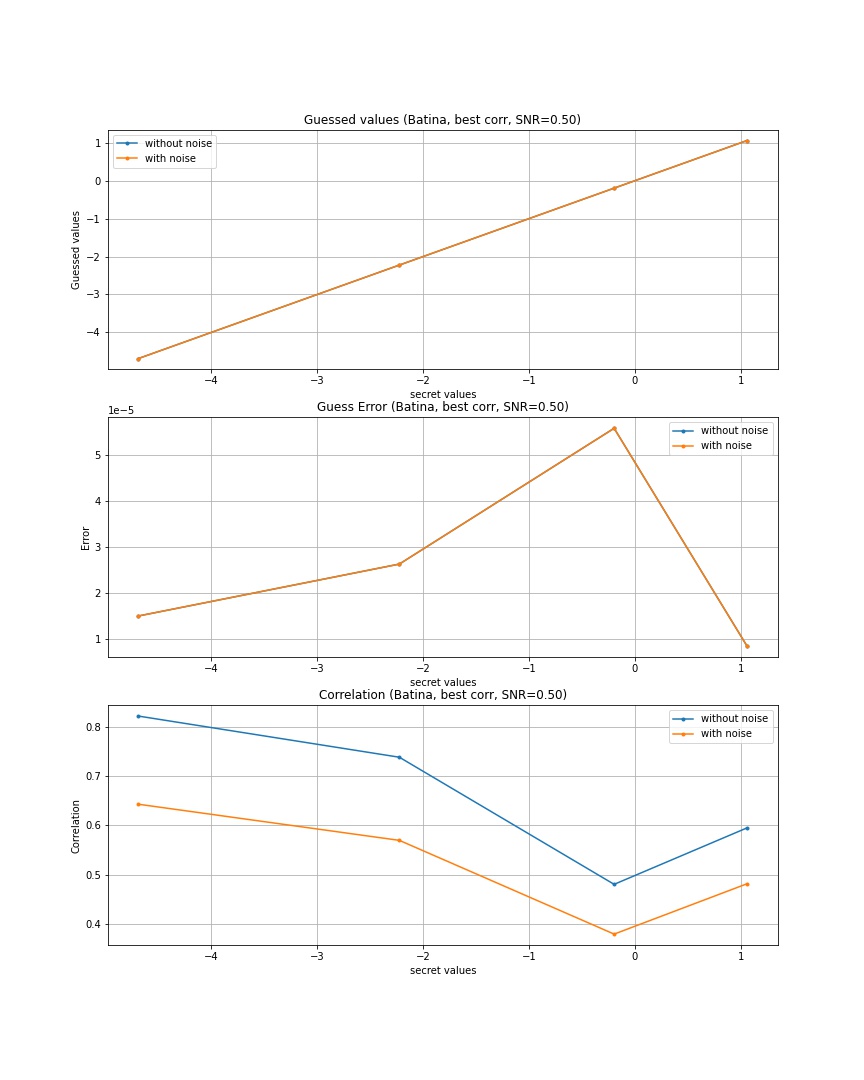 Guessed values (Batina, best corr, SNR=0.50)
without noise
with noise
1
0
−1
−2
−3
−4
Guessed values
−4 −3 −2 −1 0 1
secret values
Guess Error (Batina, best corr, SNR=0.50)
1e−5
without noise
with noise
5
4
3
2
1
Error
−4 −3 −2 −1 0 1
secret values
Correlation (Batina, best corr, SNR=0.50)
without noise
with noise
0.8
0.7
0.6
0.5
0.4
Correlation
−4 −3 −2 −1 0 1
secret values